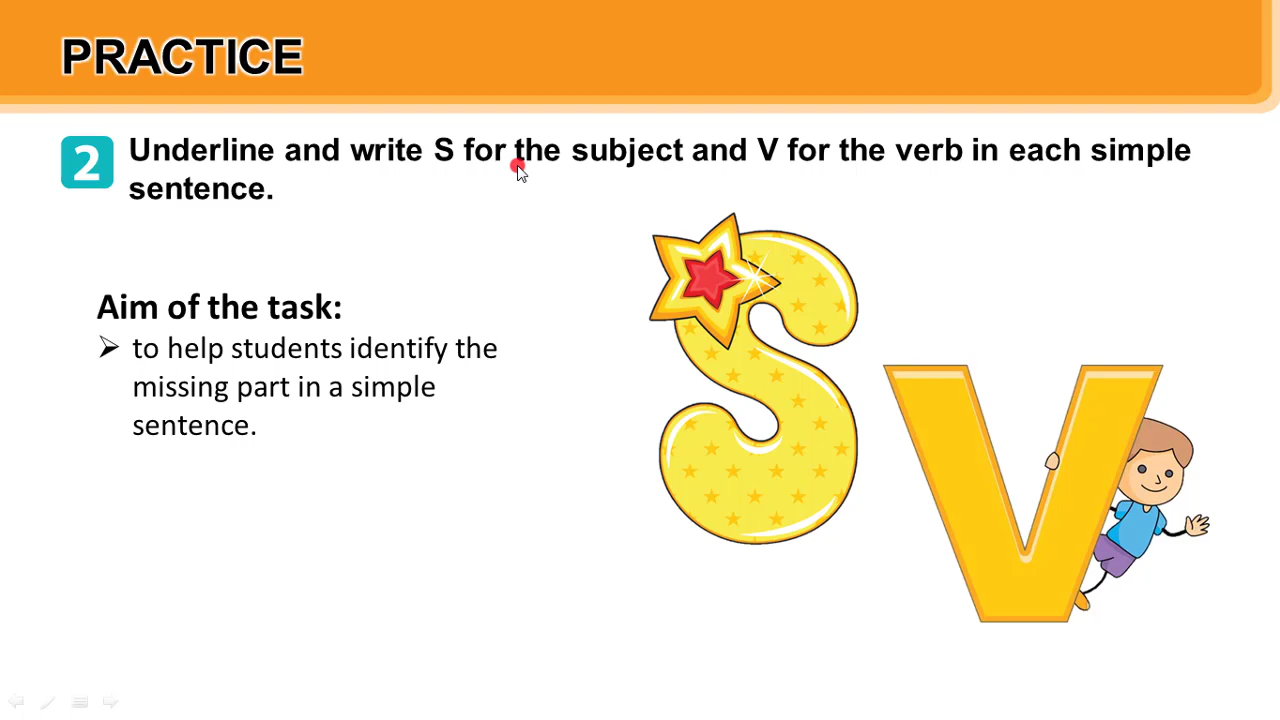 PRACTICE
2 Underline and write S for the subject and V for the verb in each simple
sentence.
Aim of the task:
➢ to help students identify the
missing part in a simple
sentence.
S
V